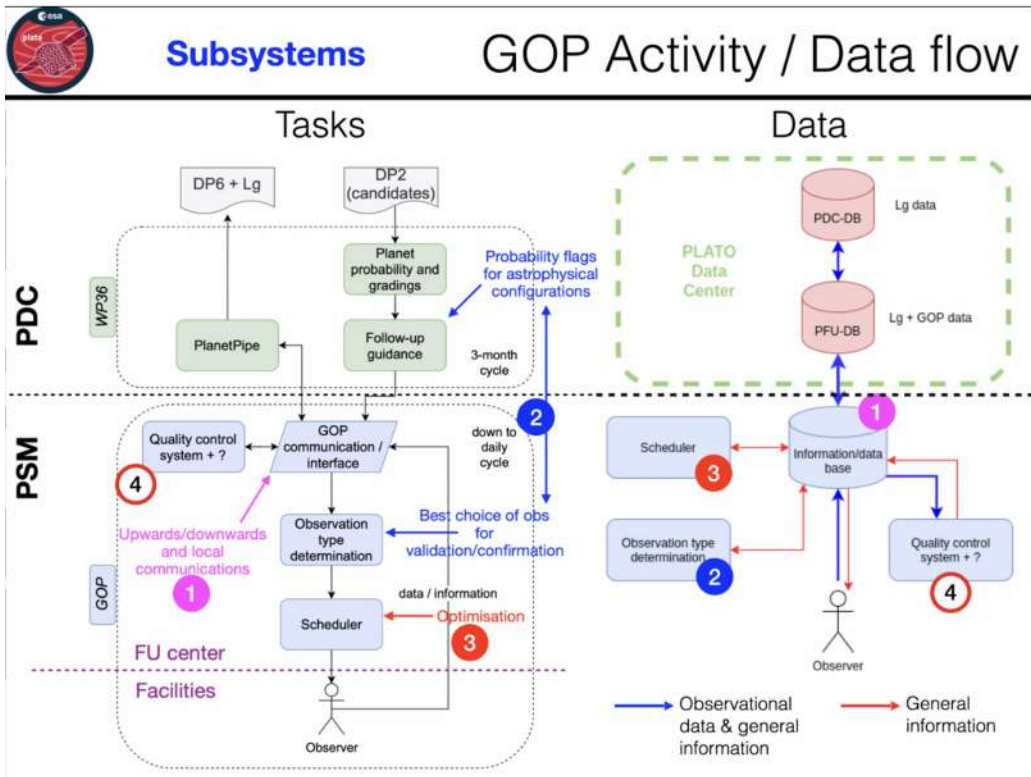 esa
plato
Subsystems
GOP Activity / Data flow
Tasks
Data
DP6 + Lg
DP2
(candidates)
PDC
WP36
Planet
probability and
gradings
Probability flags
for astrophysical
configurations
PlanetPipe
Follow-up
guidance
3-month
cycle
PLATO
Data
Center
PDC-DB
Lg data
PFU-DB
Lg + GOP data
PSM
GOP
Quality control
system + ?
4
GOP
communication /
interface
down to
daily
cycle
2
Upwards/downwards
and local
communications
1
Observation
type
determination
Best choice of obs
for
validation/confirmation
data / information
Scheduler
Optimisation
3
FU center
Facilities
Observer
1
Scheduler
3
Information/data
base
Observation type
determination
2
Quality control
system + ?
4
Observer
Observational
data & general
information
General
information